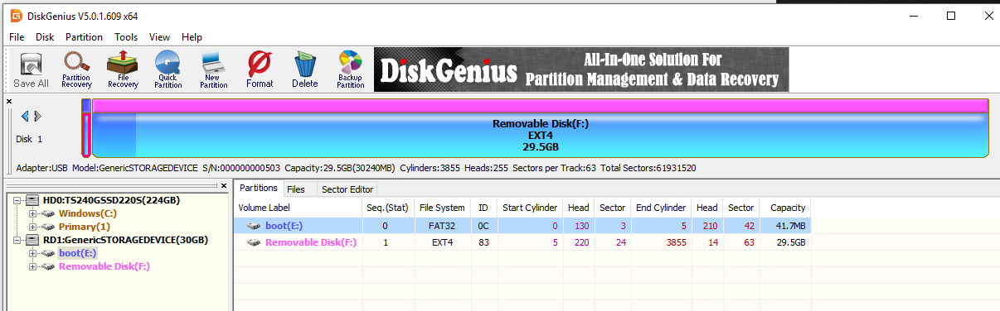 DiskGenius V5.0.1.609 x64
File Disk Partition Tools View Help
Save All
Partition Recovery
File Recovery
Quick Partition
New Partition
Format
Delete
Backup Partition
DiskGenius
All-In-One Solution For
Partition Management & Data Recovery
Disk 1
Removable Disk(F:)
EXT4
29.5GB
Adapter:USB Model:GenericSTORAGEDEVICE S/N:000000000503 Capacity:29.5GB(30240MB) Cylinders:3855 Heads:255 Sectors per Track:63 Total Sectors:61931520
HD0:TS240GSSD220S(224GB)
Windows(C:)
Primary(1)
RD1:GenericSTORAGEDEVICE(30GB)
boot(E:)
Removable Disk(F:)
Partitions Files Sector Editor
Volume Label Seq.(Stat) File System ID Start Cylinder Head Sector End Cylinder Head Sector Capacity
boot(E:) 0 FAT32 0C 0 130 3 5 210 42 41.7MB
Removable Disk(F:) 1 EXT4 83 5 220 24 3855 14 63 29.5GB